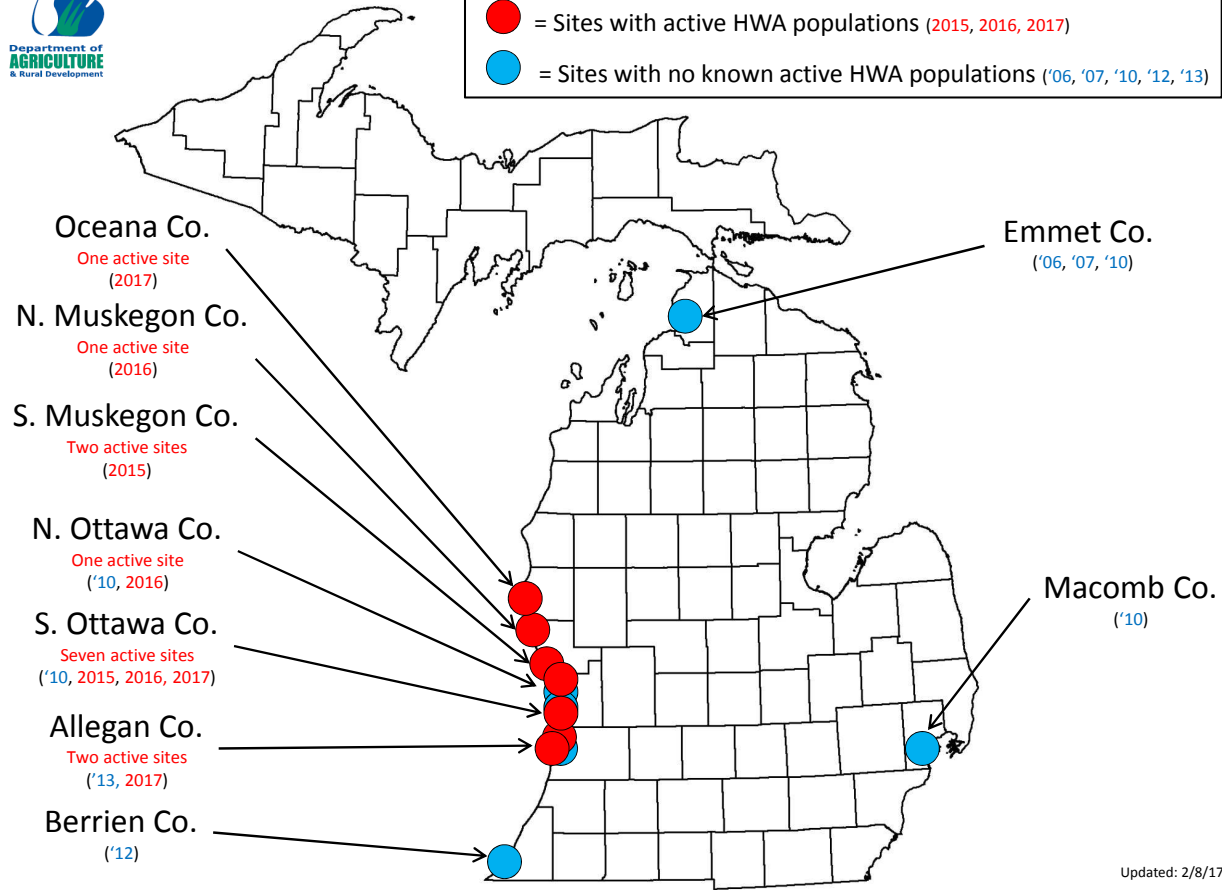 Department of
AGRICULTURE
& Rural Development
= Sites with active HWA populations (2015, 2016, 2017)
= Sites with no known active HWA populations (‘06, ‘07, ‘10, ‘12, ‘13)
Oceana Co.
One active site
(2017)
N. Muskegon Co.
One active site
(2016)
S. Muskegon Co.
Two active sites
(2015)
N. Ottawa Co.
One active site
(‘10, 2016)
S. Ottawa Co.
Seven active sites
(‘10, 2015, 2016, 2017)
Allegan Co.
Two active sites
(’13, 2017)
Berrien Co.
(‘12)
Emmet Co.
(‘06, ‘07, ‘10)
Macomb Co.
(‘10)
Updated: 2/8/17